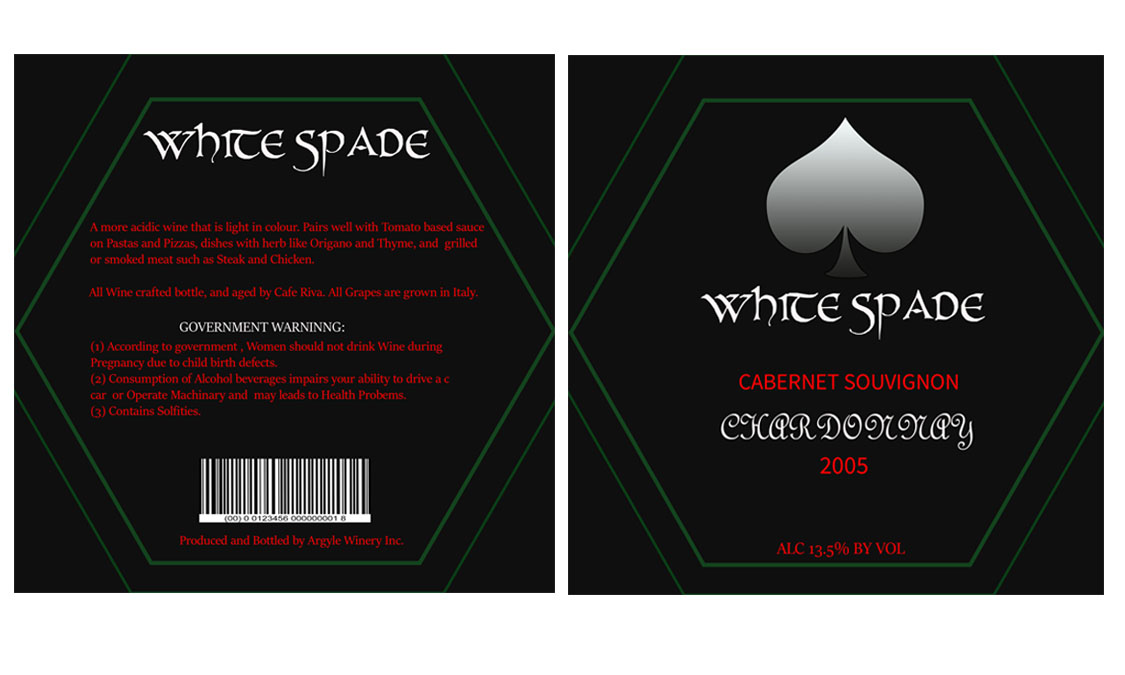 WHITE SPADE
A more acidic wine that is light in colour. Pairs well with Tomato based sauce
on Pastas and Pizzas, dishes with herb like Origano and Thyme, and grilled
or smoked meat such as Steak and Chicken.
All Wine crafted bottle, and aged by Cafe Riva. All Grapes are grown in Italy.
GOVERNMENT WARNINNG:
(1) According to government , Women should not drink Wine during
Pregnancy due to child birth defects.
(2) Consumption of Alcohol beverages impairs your ability to drive a c
car or Operate Machinary and may leads to Health Probems.
(3) Contains Solfities.
(00) 0 0123456 000000001 8
Produced and Bottled by Argyle Winery Inc.
WHITE SPADE
CABERNET SOUVIGNON
CHARDONNAY
2005
ALC 13.5% BY VOL